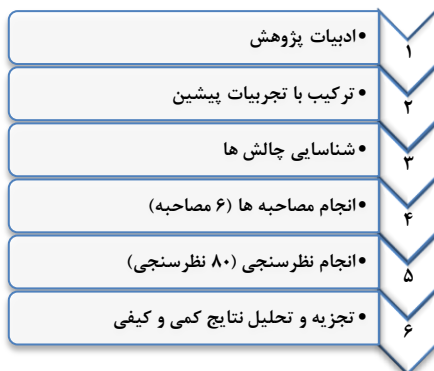 ۱
•ادبیات پژوهش
۲
•ترکیب با تجربیات پیشین
۳
•شناسایی چالش ها
۴
•انجام مصاحبه ها (۶ مصاحبه)
۵
•انجام نظرسنجی (۸۰ نظرسنجی)
۶
•تجزیه و تحلیل نتایج کمی و کیفی